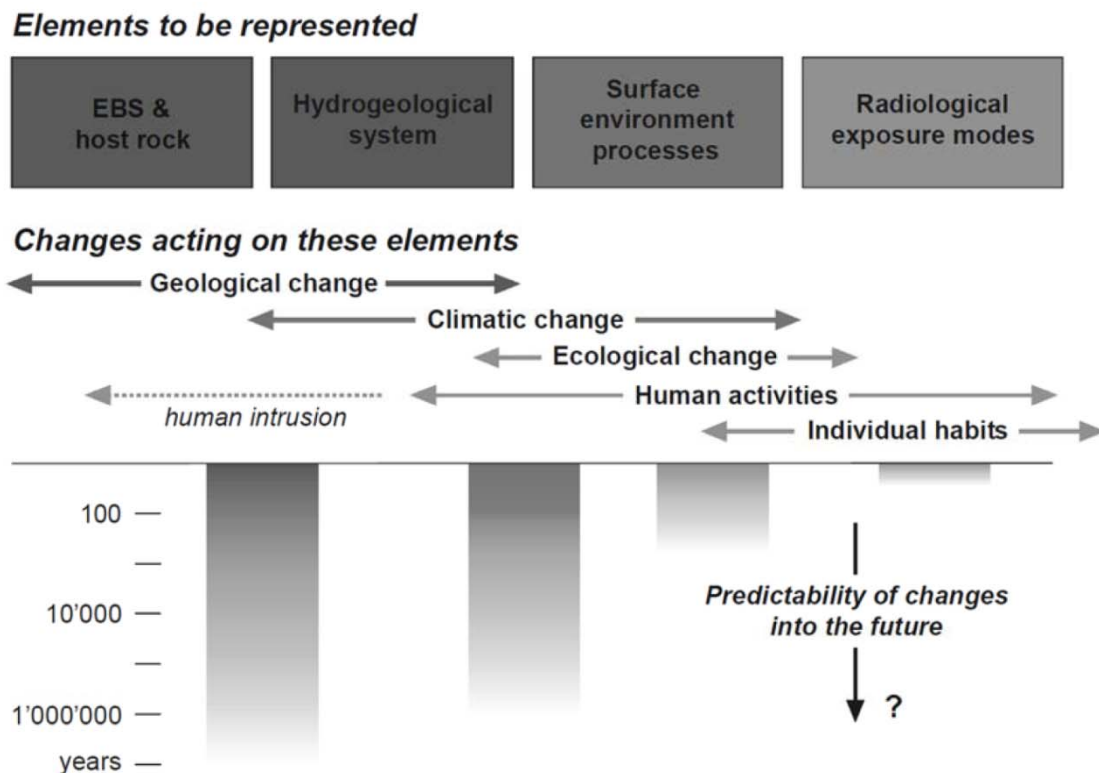 Elements to be represented
EBS &
host rock
Hydrogeological
system
Surface
environment
processes
Radiological
exposure modes
Changes acting on these elements
Geological change
Climatic change
Ecological change
Human activities
human intrusion
Individual habits
100
10’000
1’000’000
years
Predictability of changes
into the future
?